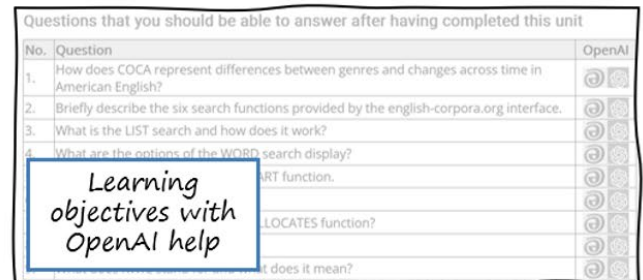 Questions that you should be able to answer after having completed this unit
No. Question OpenAI
1. How does COCA represent differences between genres and changes across time in
American English?
2. Briefly describe the six search functions provided by the english-corpora.org interface.
3. What is the LIST search and how does it work?
4. What are the options of the WORD search display?
ART function.
LLOCATES function?
does it mean?
Learning
objectives with
OpenAI help